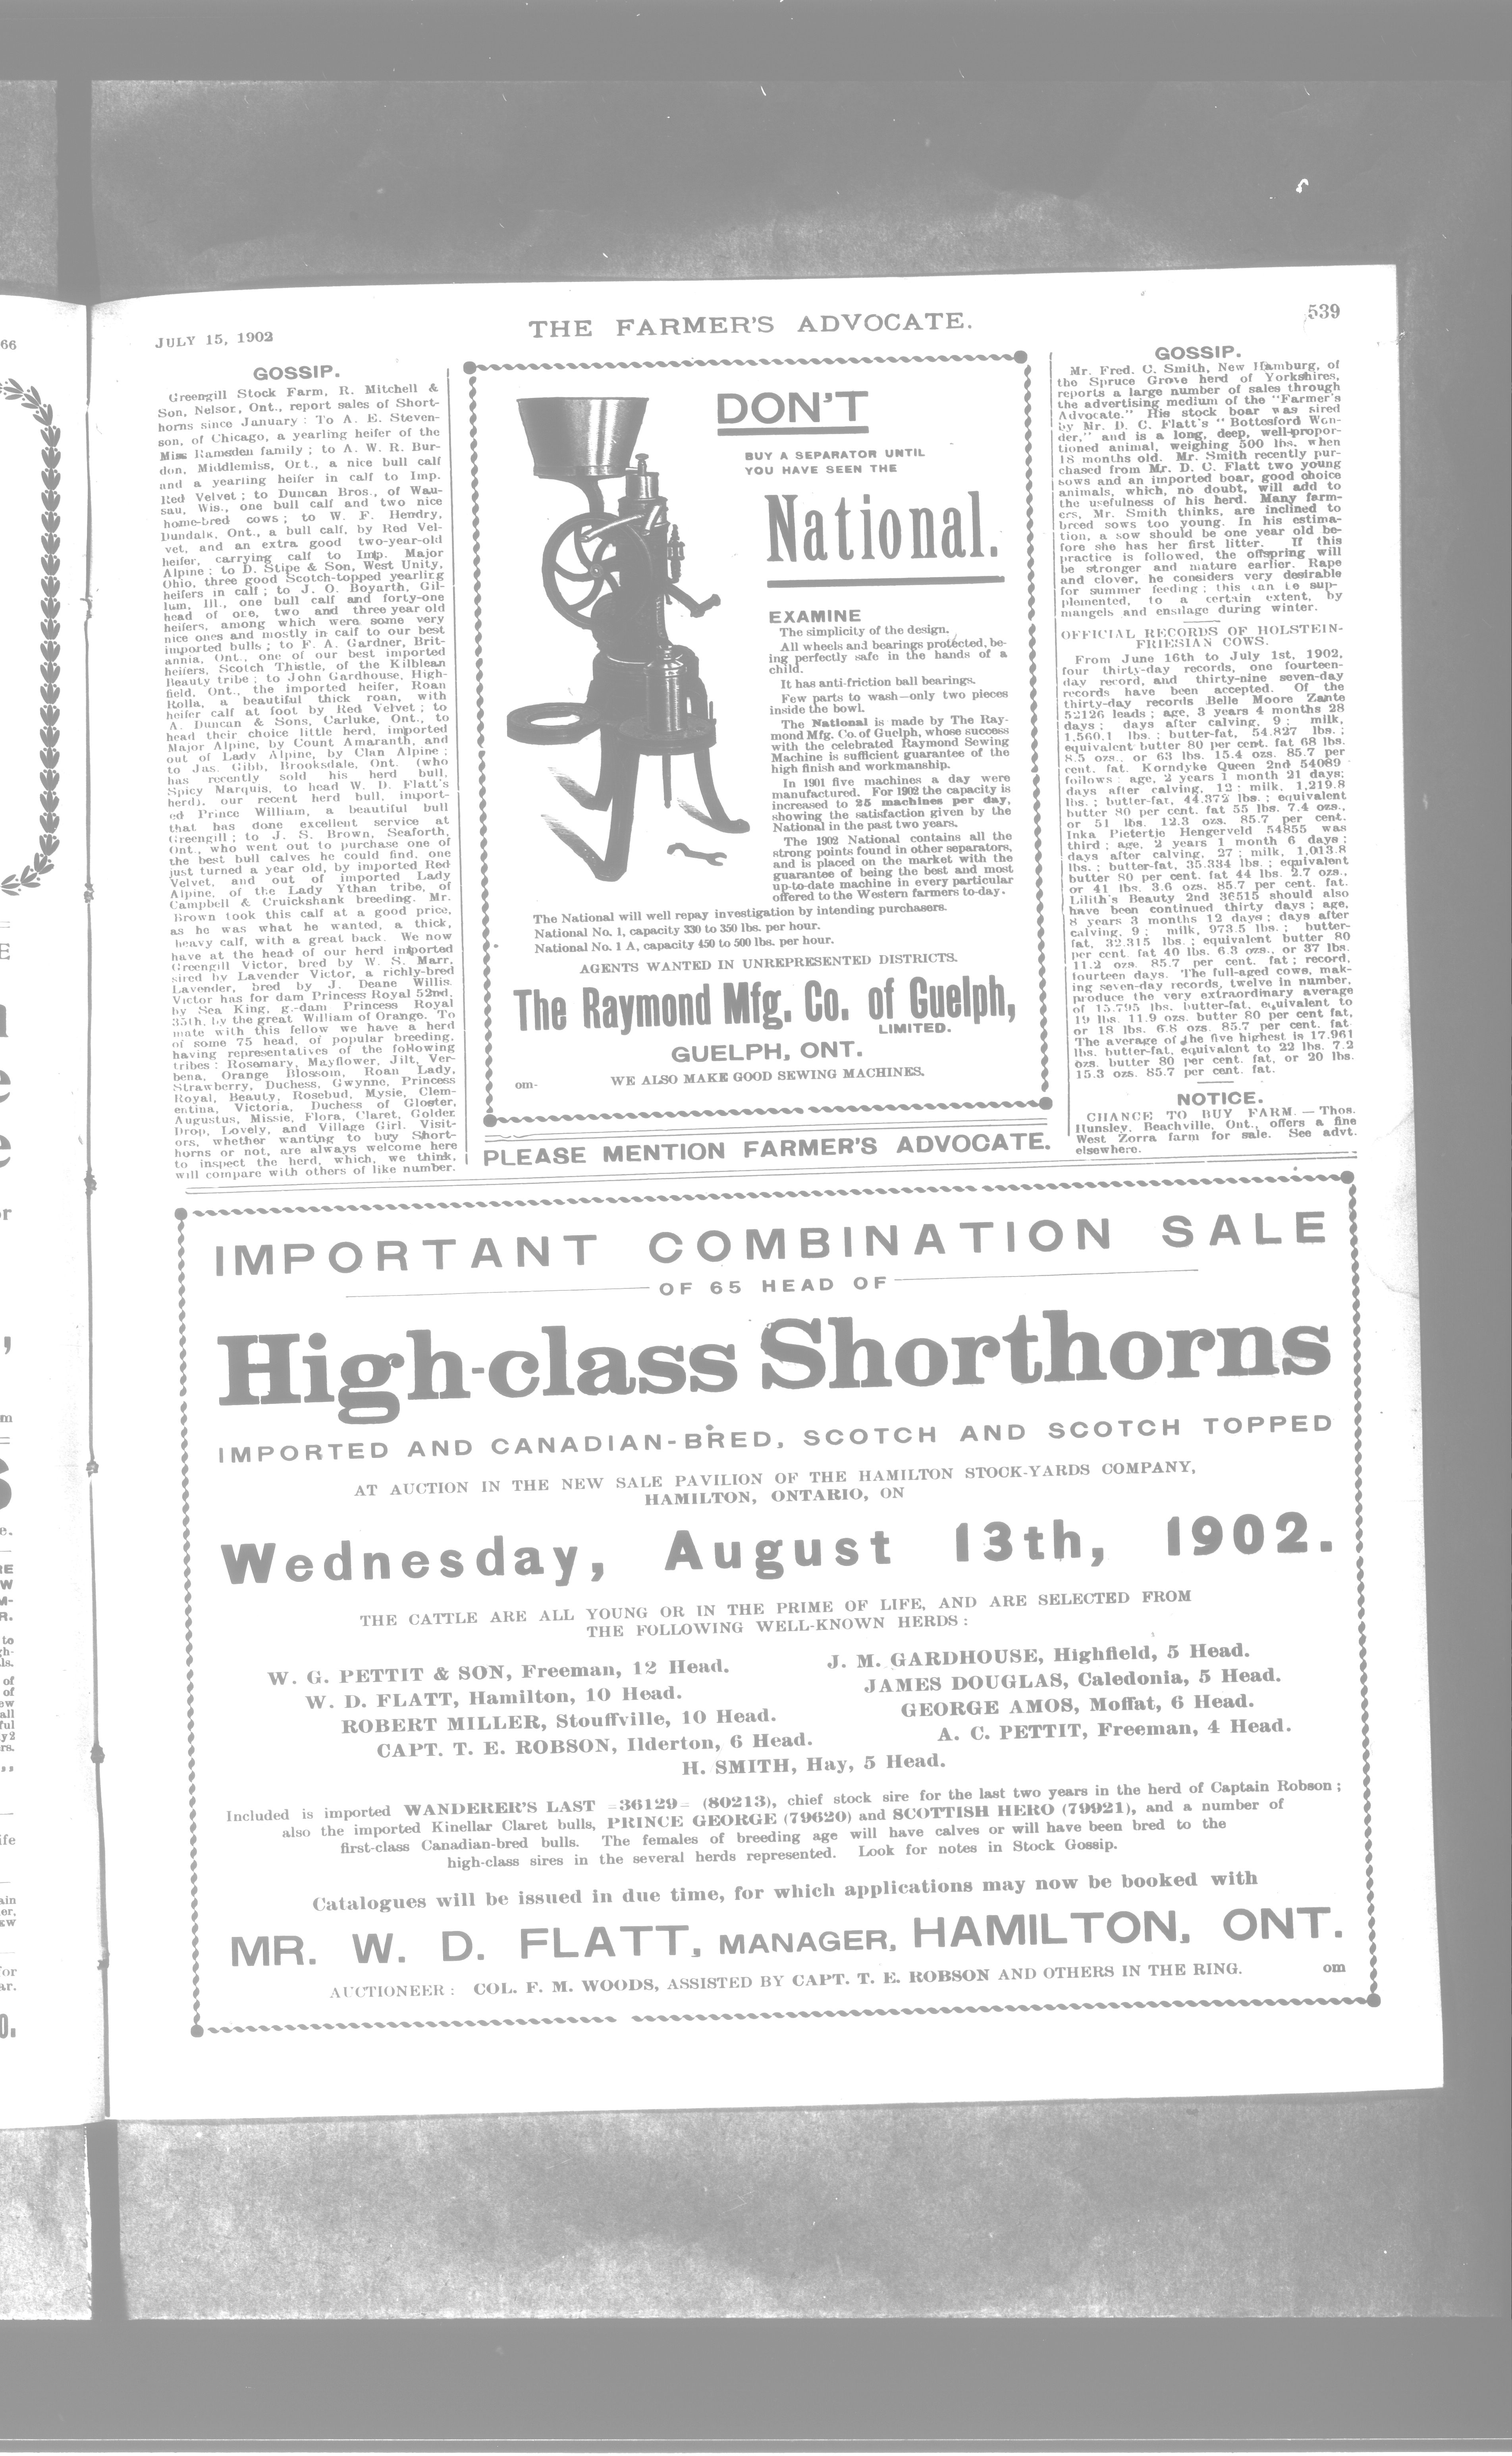 JULY 15, 1902
THE FARMER'S ADVOCATE.
539
GOSSIP.
Greengill Stock Farm, R. Mitchell &
Son, Nelson, Ont., report sales of Short-
horns since January : To A. E. Steven-
son, of Chicago, a yearling heifer of the
Miss Ramsden family ; to A. W. R. Bur-
don, Middlemiss, Ont., a nice bull calf
and a yearling heifer in calf to Imp.
Red Velvet ; to Duncan Bros., of Wau-
sau, Wis., one bull calf and two nice
home-bred cows ; to W. F. Hendry,
Dundalk, Ont., a bull calf, by Red Vel-
vet, and an extra good two-year-old
heifer, carrying calf to Imp. Major
Alpine ; to D. Stipe & Son, West Unity,
Ohio, three good Scotch-topped yearling
heifers in calf ; to J. O. Boyarth, Gil-
lum, Ill., one bull calf and forty-one
head of one, two and three year old
heifers, among which were some very
nice ones and mostly in calf to our best
imported bulls ; to F. A. Gardner, Brit-
annia, Ont., one of our best imported
heifers, Scotch Thistle, of the Kilblean
Beauty tribe ; to John Gardhouse, High-
field, Ont., the imported heifer, Roan
Rolla, a beautiful thick roan, with
heifer calf at foot by Red Velvet ; to
A. Duncan & Sons, Carluke, Ont., to
head their choice little herd, imported
Major Alpine, by Count Amaranth, and
out of Lady Alpine, by Clan Alpine ;
to Jas. Gibb, Brooksdale, Ont. (who
has recently sold his herd bull,
Spicy Marquis, to head W. D. Flatt's
herd), our recent herd bull, import-
ed Prince William, a beautiful bull
that has done excellent service at
Greengill ; to J. S. Brown, Seaforth,
Ont., who went out to purchase one of
the best bull calves he could find, one
just turned a year old, by imported Red
Velvet, and out of imported Lady
Alpine, of the Lady Ythan tribe, of
Campbell & Cruickshank breeding. Mr.
Brown took this calf at a good price,
as he was what he wanted, a thick,
heavy calf, with a great back. We now
have at the head of our herd imported
Greengill Victor, bred by W. S. Marr,
sired by Lavender Victor, a richly-bred
Lavender, bred by J. Deane Willis.
Victor has for dam Princess Royal 52nd,
by Sea King, g.-dam Princess Royal
35th, by the great William of Orange. To
mate with this fellow we have a herd
of some 75 head, of popular breeding,
having representatives of the following
tribes : Rosemary, Mayflower, Jilt, Ver-
bena, Orange Blossom, Roan Lady,
Strawberry, Duchess, Gwynne, Princess
Royal, Beauty, Rosebud, Mysie, Clem-
entina, Victoria, Duchess of Gloster,
Augustus, Missie, Flora, Claret, Golden
Drop, Lovely, and Village Girl. Visit-
ors, whether wanting to buy Short-
horns or not, are always welcome here
to inspect the herd, which, we think,
will compare with others of like number.
DON'T
BUY A SEPARATOR UNTIL
YOU HAVE SEEN THE
National.
EXAMINE
The simplicity of the design.
All wheels and bearings protected, be-
ing perfectly safe in the hands of a
child.
It has anti-friction ball bearings.
Few parts to wash—only two pieces
inside the bowl.
The National is made by The Ray-
mond Mfg. Co. of Guelph, whose success
with the celebrated Raymond Sewing
Machine is sufficient guarantee of the
high finish and workmanship.
In 1901 five machines a day were
manufactured. For 1902 the capacity is
increased to 25 machines per day,
showing the satisfaction given by the
National in the past two years.
The 1902 National contains all the
strong points found in other separators,
and is placed on the market with the
guarantee of being the best and most
up-to-date machine in every particular
offered to the Western farmers to-day.
The National will well repay investigation by intending purchasers.
National No. 1, capacity 330 to 350 lbs. per hour.
National No. 1 A, capacity 450 to 500 lbs. per hour.
AGENTS WANTED IN UNREPRESENTED DISTRICTS.
The Raymond Mfg. Co. of Guelph,
LIMITED.
GUELPH, ONT.
om- WE ALSO MAKE GOOD SEWING MACHINES.
PLEASE MENTION FARMER'S ADVOCATE.
GOSSIP.
Mr. Fred. C. Smith, New Hamburg, of
the Spruce Grove herd of Yorkshires,
reports a large number of sales through
the advertising medium of the "Farmer's
Advocate." His stock boar was sired
by Mr. D. C. Flatt's " Bottesford Won-
der," and is a long, deep, well-propor-
tioned animal, weighing 500 lbs. when
18 months old. Mr. Smith recently pur-
chased from Mr. D. C. Flatt two young
sows and an imported boar, good choice
animals, which, no doubt, will add to
the usefulness of his herd. Many farm-
ers, Mr. Smith thinks, are inclined to
breed sows too young. In his estima-
tion, a sow should be one year old be-
fore she has her first litter. If this
practice is followed, the offspring will
be stronger and mature earlier. Rape
and clover, he considers very desirable
for summer feeding ; this can be sup-
plemented, to a certain extent, by
mangels and ensilage during winter.
OFFICIAL RECORDS OF HOLSTEIN-
FRIESIAN COWS.
From June 16th to July 1st, 1902,
four thirty-day records, one fourteen-
day record, and thirty-nine seven-day
records have been accepted. Of the
thirty-day records Belle Moore Zante
52126 leads ; age, 3 years 4 months 28
days ; days after calving, 9 ; milk,
1,560.1 lbs. ; butter-fat, 54.827 lbs. ;
equivalent butter 80 per cent. fat 68 lbs.
8.5 ozs., or 63 lbs. 15.4 ozs. 85.7 per
cent. fat. Korndyke Queen 2nd 54089
follows : age, 2 years 1 month 21 days;
days after calving, 12 ; milk, 1,219.8
lbs. ; butter-fat, 44.372 lbs. ; equivalent
butter 80 per cent. fat 55 lbs. 7.4 ozs.,
or 51 lbs. 12.3 ozs. 85.7 per cent.
Inka Pietertje Hengerveld 54855 was
third ; age, 2 years 1 month 6 days ;
days after calving, 27 ; milk, 1,013.8
lbs. ; butter-fat, 35.334 lbs. ; equivalent
butter 80 per cent. fat 44 lbs. 2.7 ozs.,
or 41 lbs. 3.6 ozs. 85.7 per cent. fat.
Lilith's Beauty 2nd 36515 should also
have been continued thirty days ; age,
8 years 3 months 12 days ; days after
calving, 9 ; milk, 973.5 lbs. ; butter-
fat, 32.315 lbs. ; equivalent butter 80
per cent. fat 40 lbs. 6.3 ozs., or 37 lbs.
11.2 ozs. 85.7 per cent. fat ; record,
fourteen days. The full-aged cows, mak-
ing seven-day records, twelve in number,
produce the very extraordinary average
of 15.795 lbs. butter-fat, equivalent to
19 lbs. 11.9 ozs. butter 80 per cent fat,
or 18 lbs. 6.8 ozs. 85.7 per cent. fat.
The average of the five highest is 17.961
lbs. butter-fat, equivalent to 22 lbs. 7.2
ozs. butter 80 per cent. fat, or 20 lbs.
15.3 ozs. 85.7 per cent. fat.
NOTICE.
CHANCE TO BUY FARM. — Thos.
Hunsley, Beachville, Ont., offers a fine
West Zorra farm for sale. See advt.
elsewhere.
IMPORTANT COMBINATION SALE
OF 65 HEAD OF
High-class Shorthorns
IMPORTED AND CANADIAN-BRED, SCOTCH AND SCOTCH TOPPED
AT AUCTION IN THE NEW SALE PAVILION OF THE HAMILTON STOCK-YARDS COMPANY,
HAMILTON, ONTARIO, ON
Wednesday, August 13th, 1902.
THE CATTLE ARE ALL YOUNG OR IN THE PRIME OF LIFE, AND ARE SELECTED FROM
THE FOLLOWING WELL-KNOWN HERDS :
W. G. PETTIT & SON, Freeman, 12 Head.
W. D. FLATT, Hamilton, 10 Head.
ROBERT MILLER, Stouffville, 10 Head.
CAPT. T. E. ROBSON, Ilderton, 6 Head.
J. M. GARDHOUSE, Highfield, 5 Head.
JAMES DOUGLAS, Caledonia, 5 Head.
GEORGE AMOS, Moffat, 6 Head.
A. C. PETTIT, Freeman, 4 Head.
H. SMITH, Hay, 5 Head.
Included is imported WANDERER'S LAST =36129= (80213), chief stock sire for the last two years in the herd of Captain Robson ;
also the imported Kinellar Claret bulls, PRINCE GEORGE (79620) and SCOTTISH HERO (79921), and a number of
first-class Canadian-bred bulls. The females of breeding age will have calves or will have been bred to the
high-class sires in the several herds represented. Look for notes in Stock Gossip.
Catalogues will be issued in due time, for which applications may now be booked with
MR. W. D. FLATT, MANAGER, HAMILTON, ONT.
AUCTIONEER : COL. F. M. WOODS, ASSISTED BY CAPT. T. E. ROBSON AND OTHERS IN THE RING. om